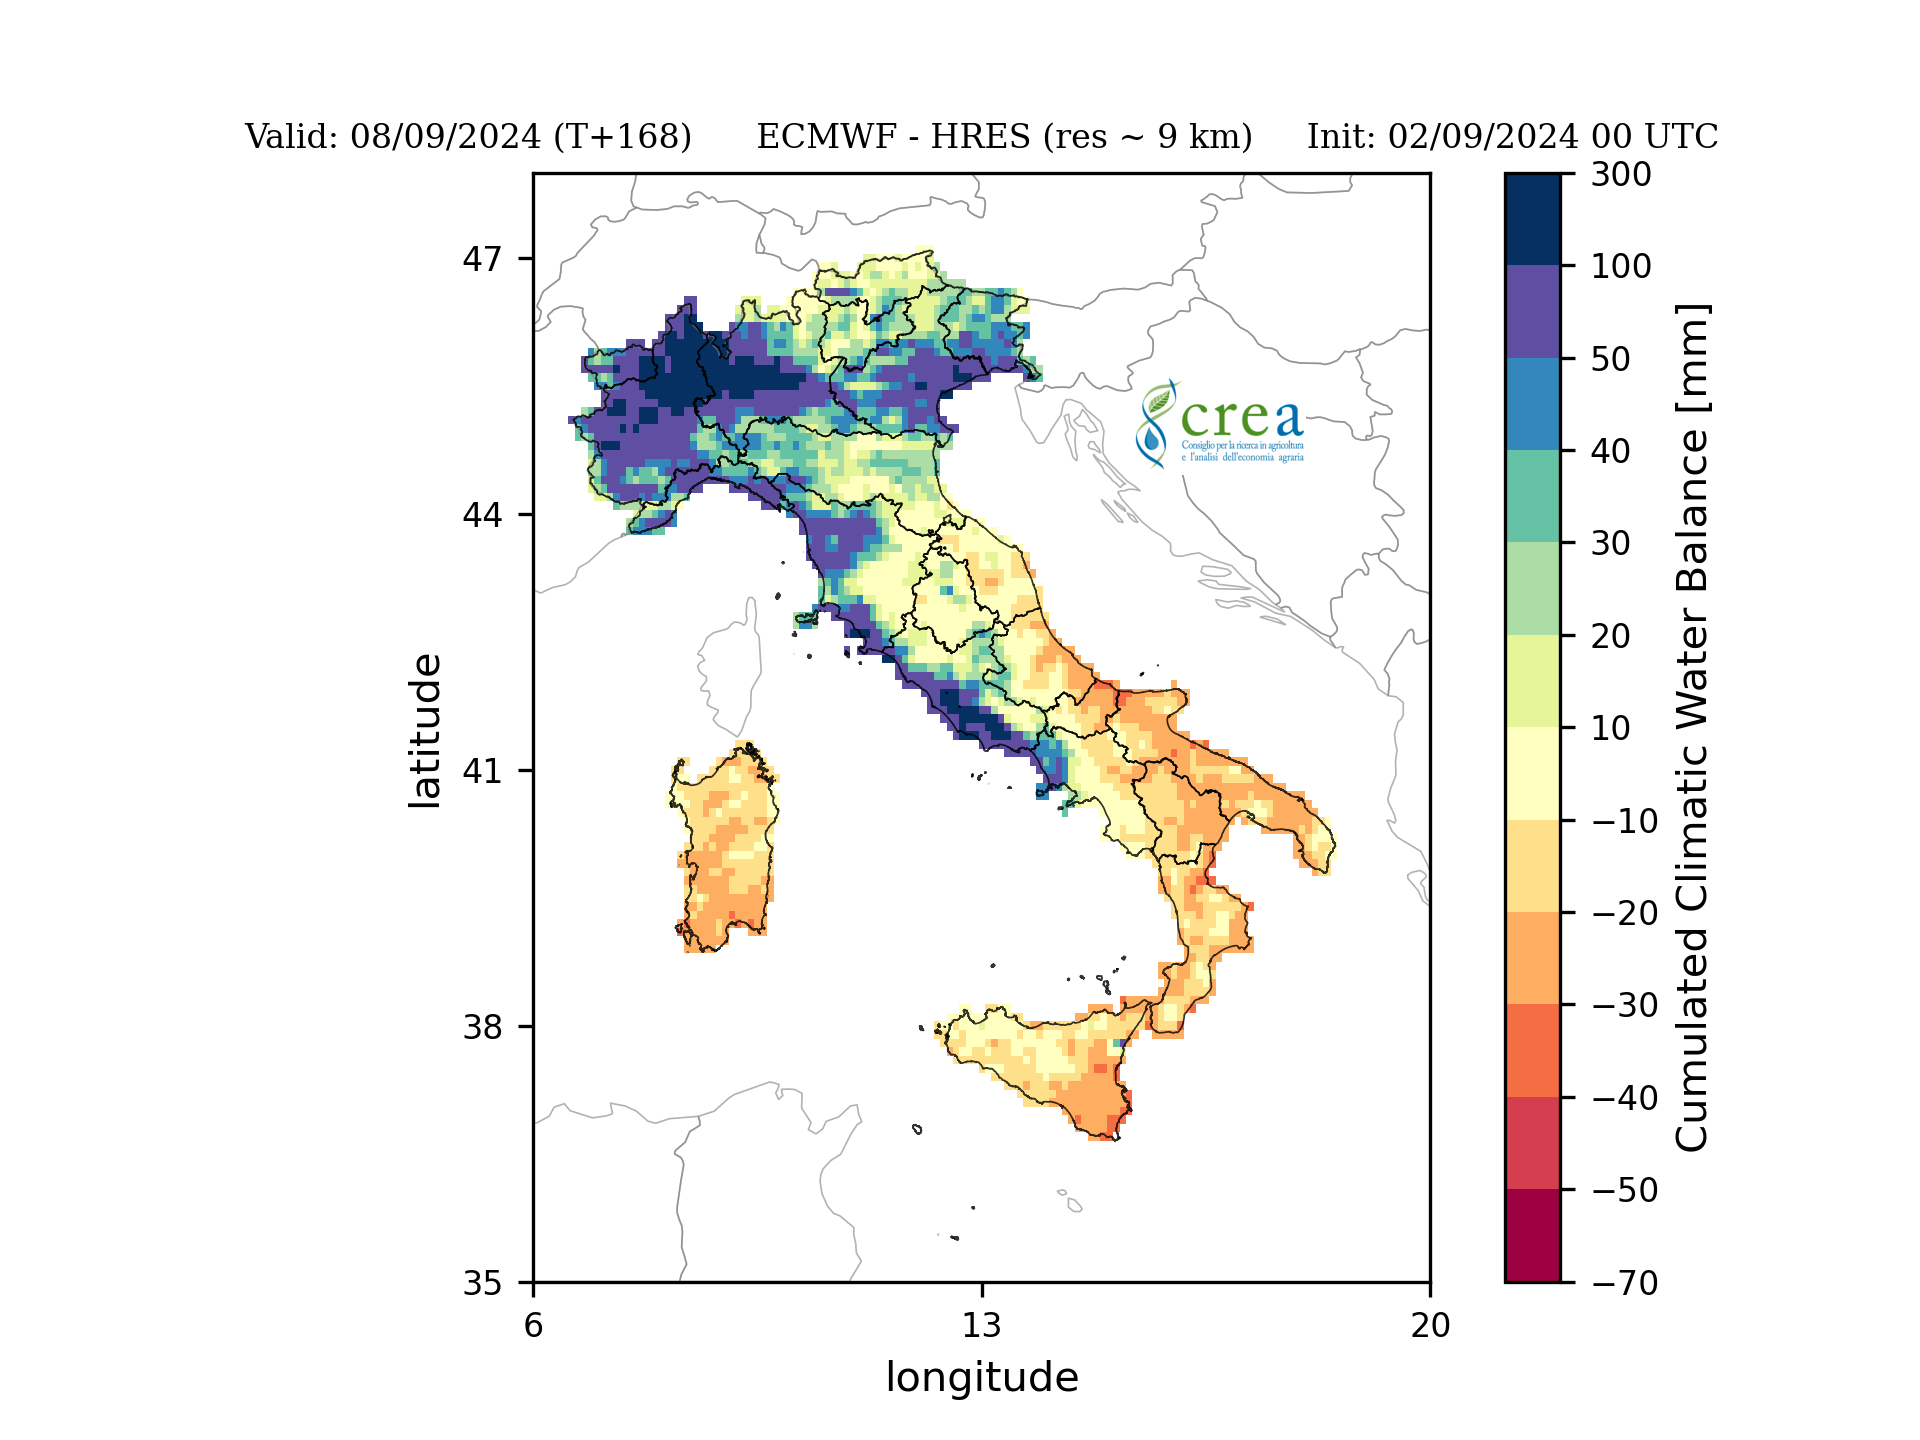 Valid: 08/09/2024 (T+168) ECMWF - HRES (res ~ 9 km) Init: 02/09/2024 00 UTC
300
100
50
40
30
20
10
−10
−20
−30
−40
−50
−70
Cumulated Climatic Water Balance [mm]
47
44
41
38
35
latitude
6 13 20
longitude
crea
Consiglio per la ricerca in agricoltura
e l'analisi dell'economia agraria